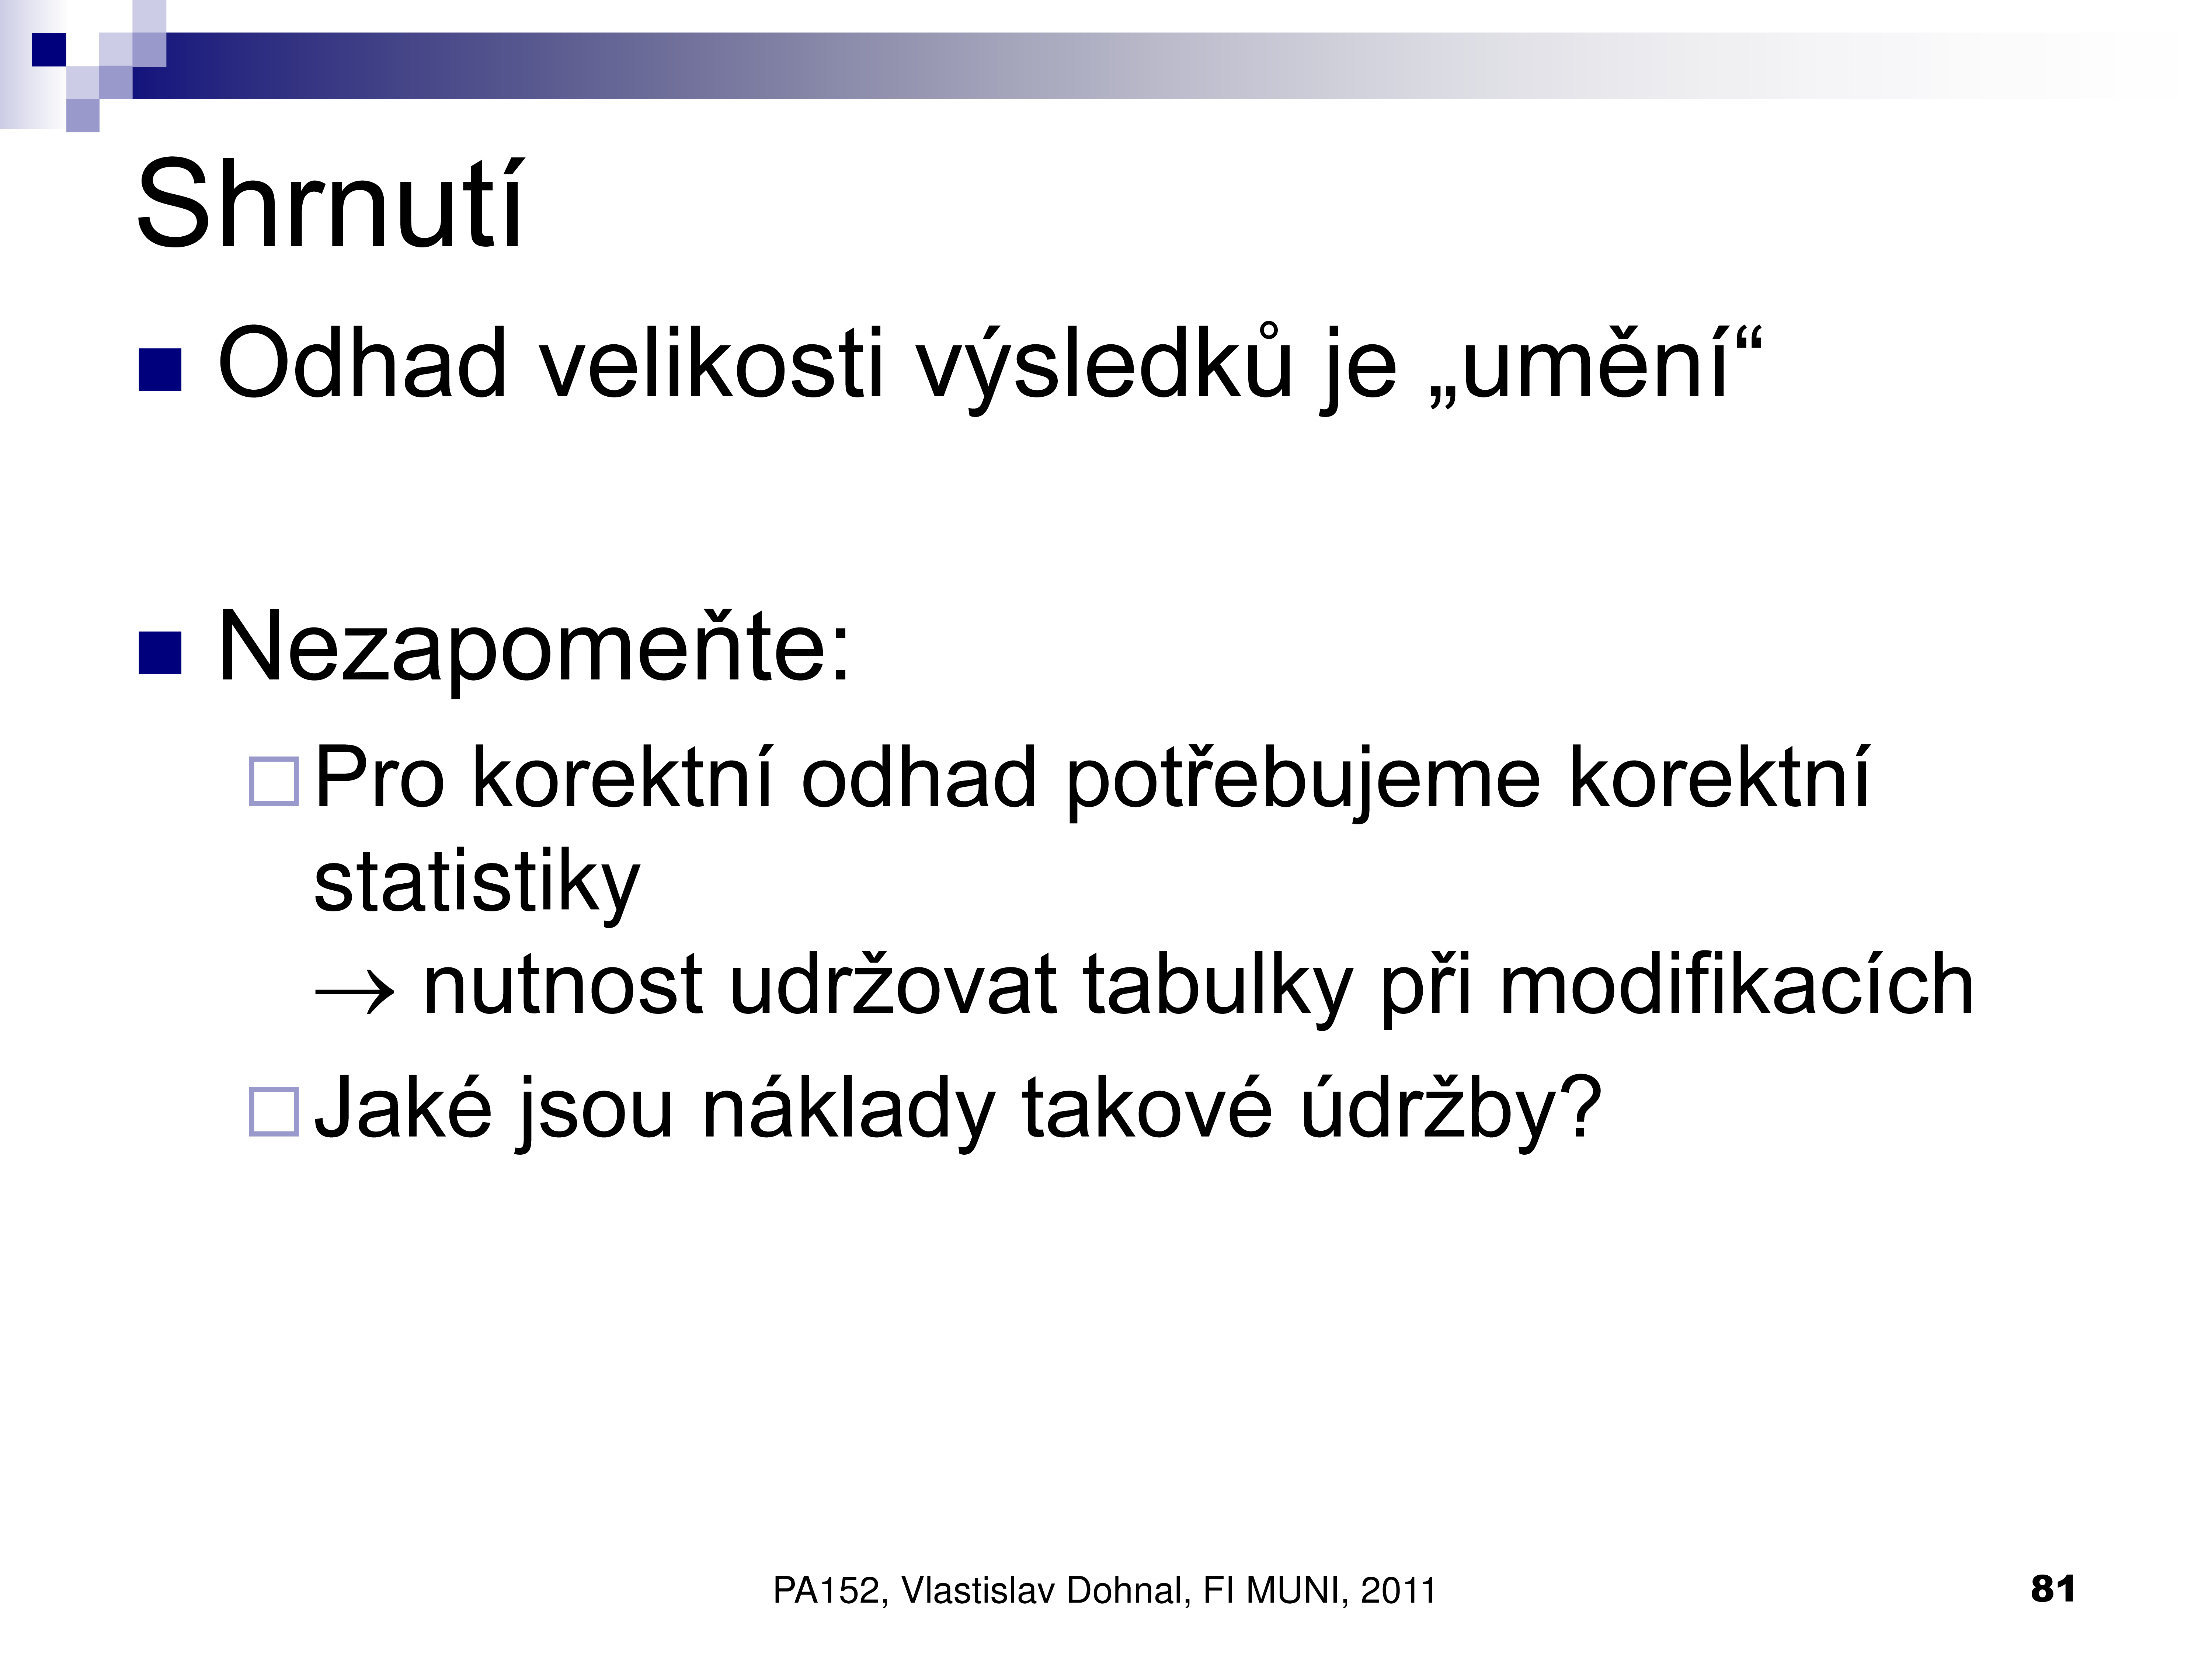 Shrnutí
Odhad velikosti výsledků je „umění“
Nezapomeňte:
Pro korektní odhad potřebujeme korektní
statistiky
→ nutnost udržovat tabulky při modifikacích
Jaké jsou náklady takové údržby?
PA152, Vlastislav Dohnal, FI MUNI, 2011
81